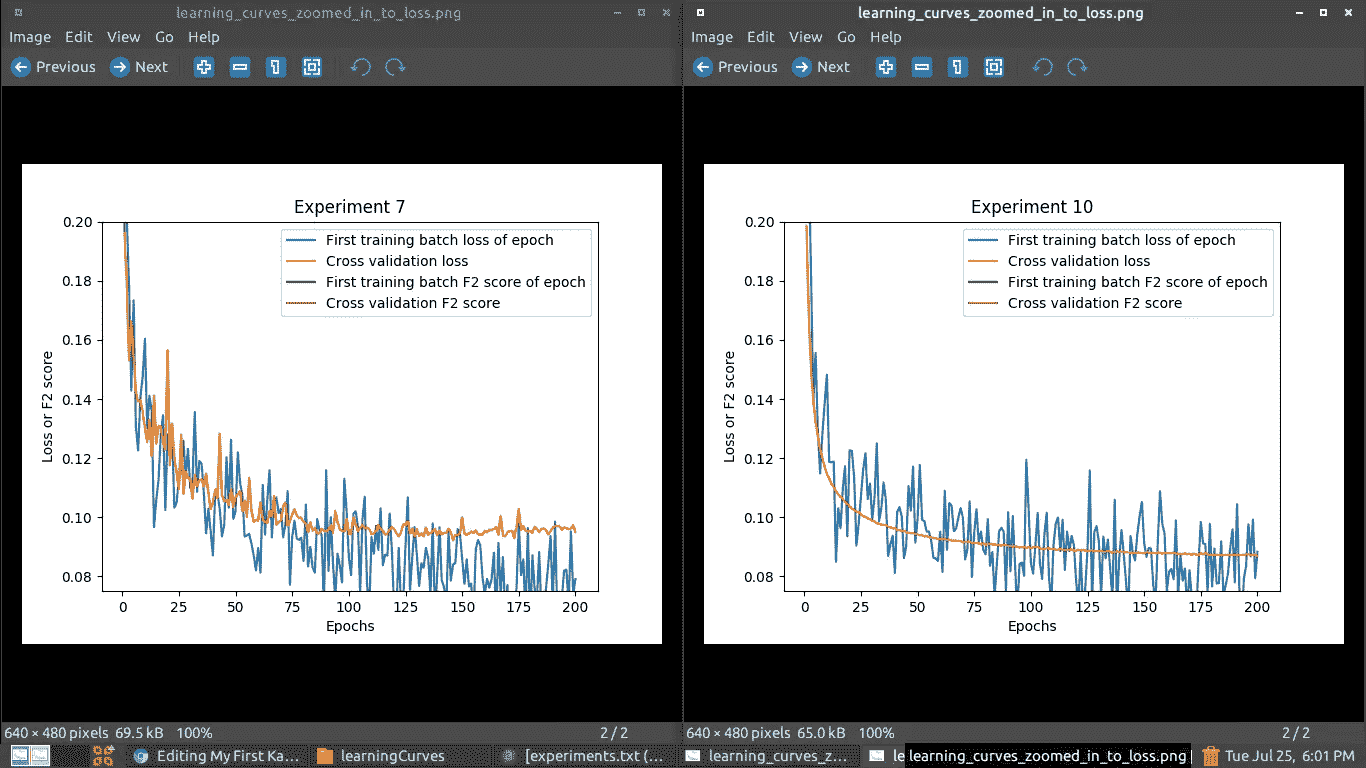 learning_curves_zoomed_in_to_loss.png
Image Edit View Go Help
Previous Next
Experiment 7
0.20
0.18
0.16
0.14
0.12
0.10
0.08
Loss or F2 score
First training batch loss of epoch
Cross validation loss
First training batch F2 score of epoch
Cross validation F2 score
0 25 50 75 100 125 150 175 200
Epochs
640 × 480 pixels 69.5 kB 100% 2 / 2
learning_curves_zoomed_in_to_loss.png
Image Edit View Go Help
Previous Next
Experiment 10
0.20
0.18
0.16
0.14
0.12
0.10
0.08
Loss or F2 score
First training batch loss of epoch
Cross validation loss
First training batch F2 score of epoch
Cross validation F2 score
0 25 50 75 100 125 150 175 200
Epochs
640 × 480 pixels 65.0 kB 100% 2 / 2
Editing My First Ka... learningCurves [experiments.txt (... learning_curves_z... le learning_curves_zoomed_in_to_loss.png Tue Jul 25, 6:01 PM